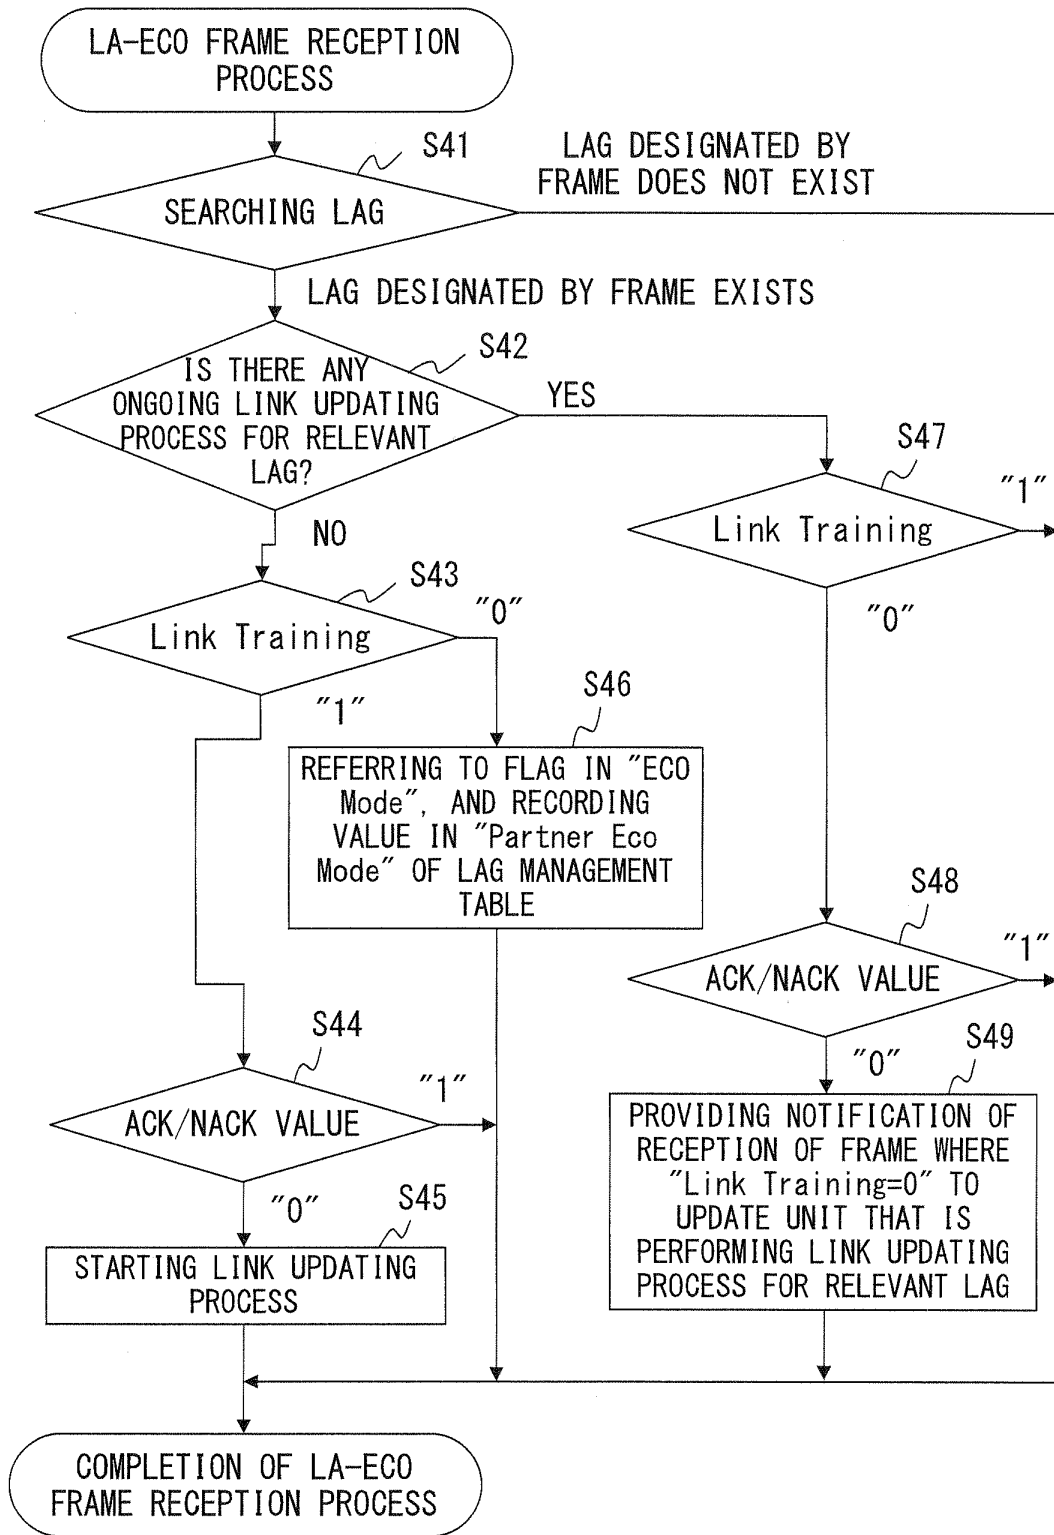 LA-ECO FRAME RECEPTION
PROCESS
S41
LAG DESIGNATED BY
FRAME DOES NOT EXIST
SEARCHING LAG
LAG DESIGNATED BY FRAME EXISTS
S42
IS THERE ANY
ONGOING LINK UPDATING
PROCESS FOR RELEVANT
LAG?
YES
S47
Link Training
"1"
NO
"0"
S43
Link Training
"0"
"1"
S46
REFERRING TO FLAG IN "ECO
Mode", AND RECORDING
VALUE IN "Partner Eco
Mode" OF LAG MANAGEMENT
TABLE
S48
ACK/NACK VALUE
"1"
"0"
S44
ACK/NACK VALUE
"1"
"0"
S49
PROVIDING NOTIFICATION OF
RECEPTION OF FRAME WHERE
"Link Training=0" TO
UPDATE UNIT THAT IS
PERFORMING LINK UPDATING
PROCESS FOR RELEVANT LAG
S45
STARTING LINK UPDATING
PROCESS
COMPLETION OF LA-ECO
FRAME RECEPTION PROCESS